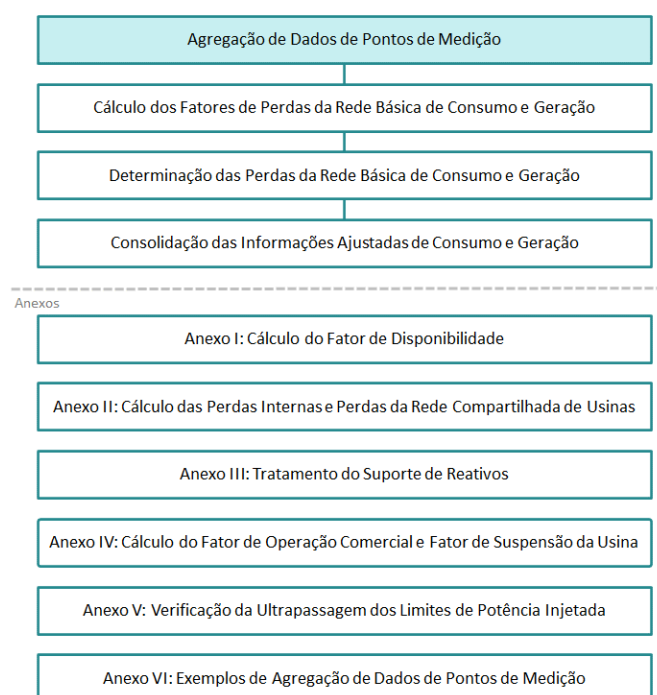 Agregação de Dados de Pontos de Medição
Cálculo dos Fatores de Perdas da Rede Básica de Consumo e Geração
Determinação das Perdas da Rede Básica de Consumo e Geração
Consolidação das Informações Ajustadas de Consumo e Geração
Anexos
Anexo I: Cálculo do Fator de Disponibilidade
Anexo II: Cálculo das Perdas Internas e Perdas da Rede Compartilhada de Usinas
Anexo III: Tratamento do Suporte de Reativos
Anexo IV: Cálculo do Fator de Operação Comercial e Fator de Suspensão da Usina
Anexo V: Verificação da Ultrapassagem dos Limites de Potência Injetada
Anexo VI: Exemplos de Agregação de Dados de Pontos de Medição